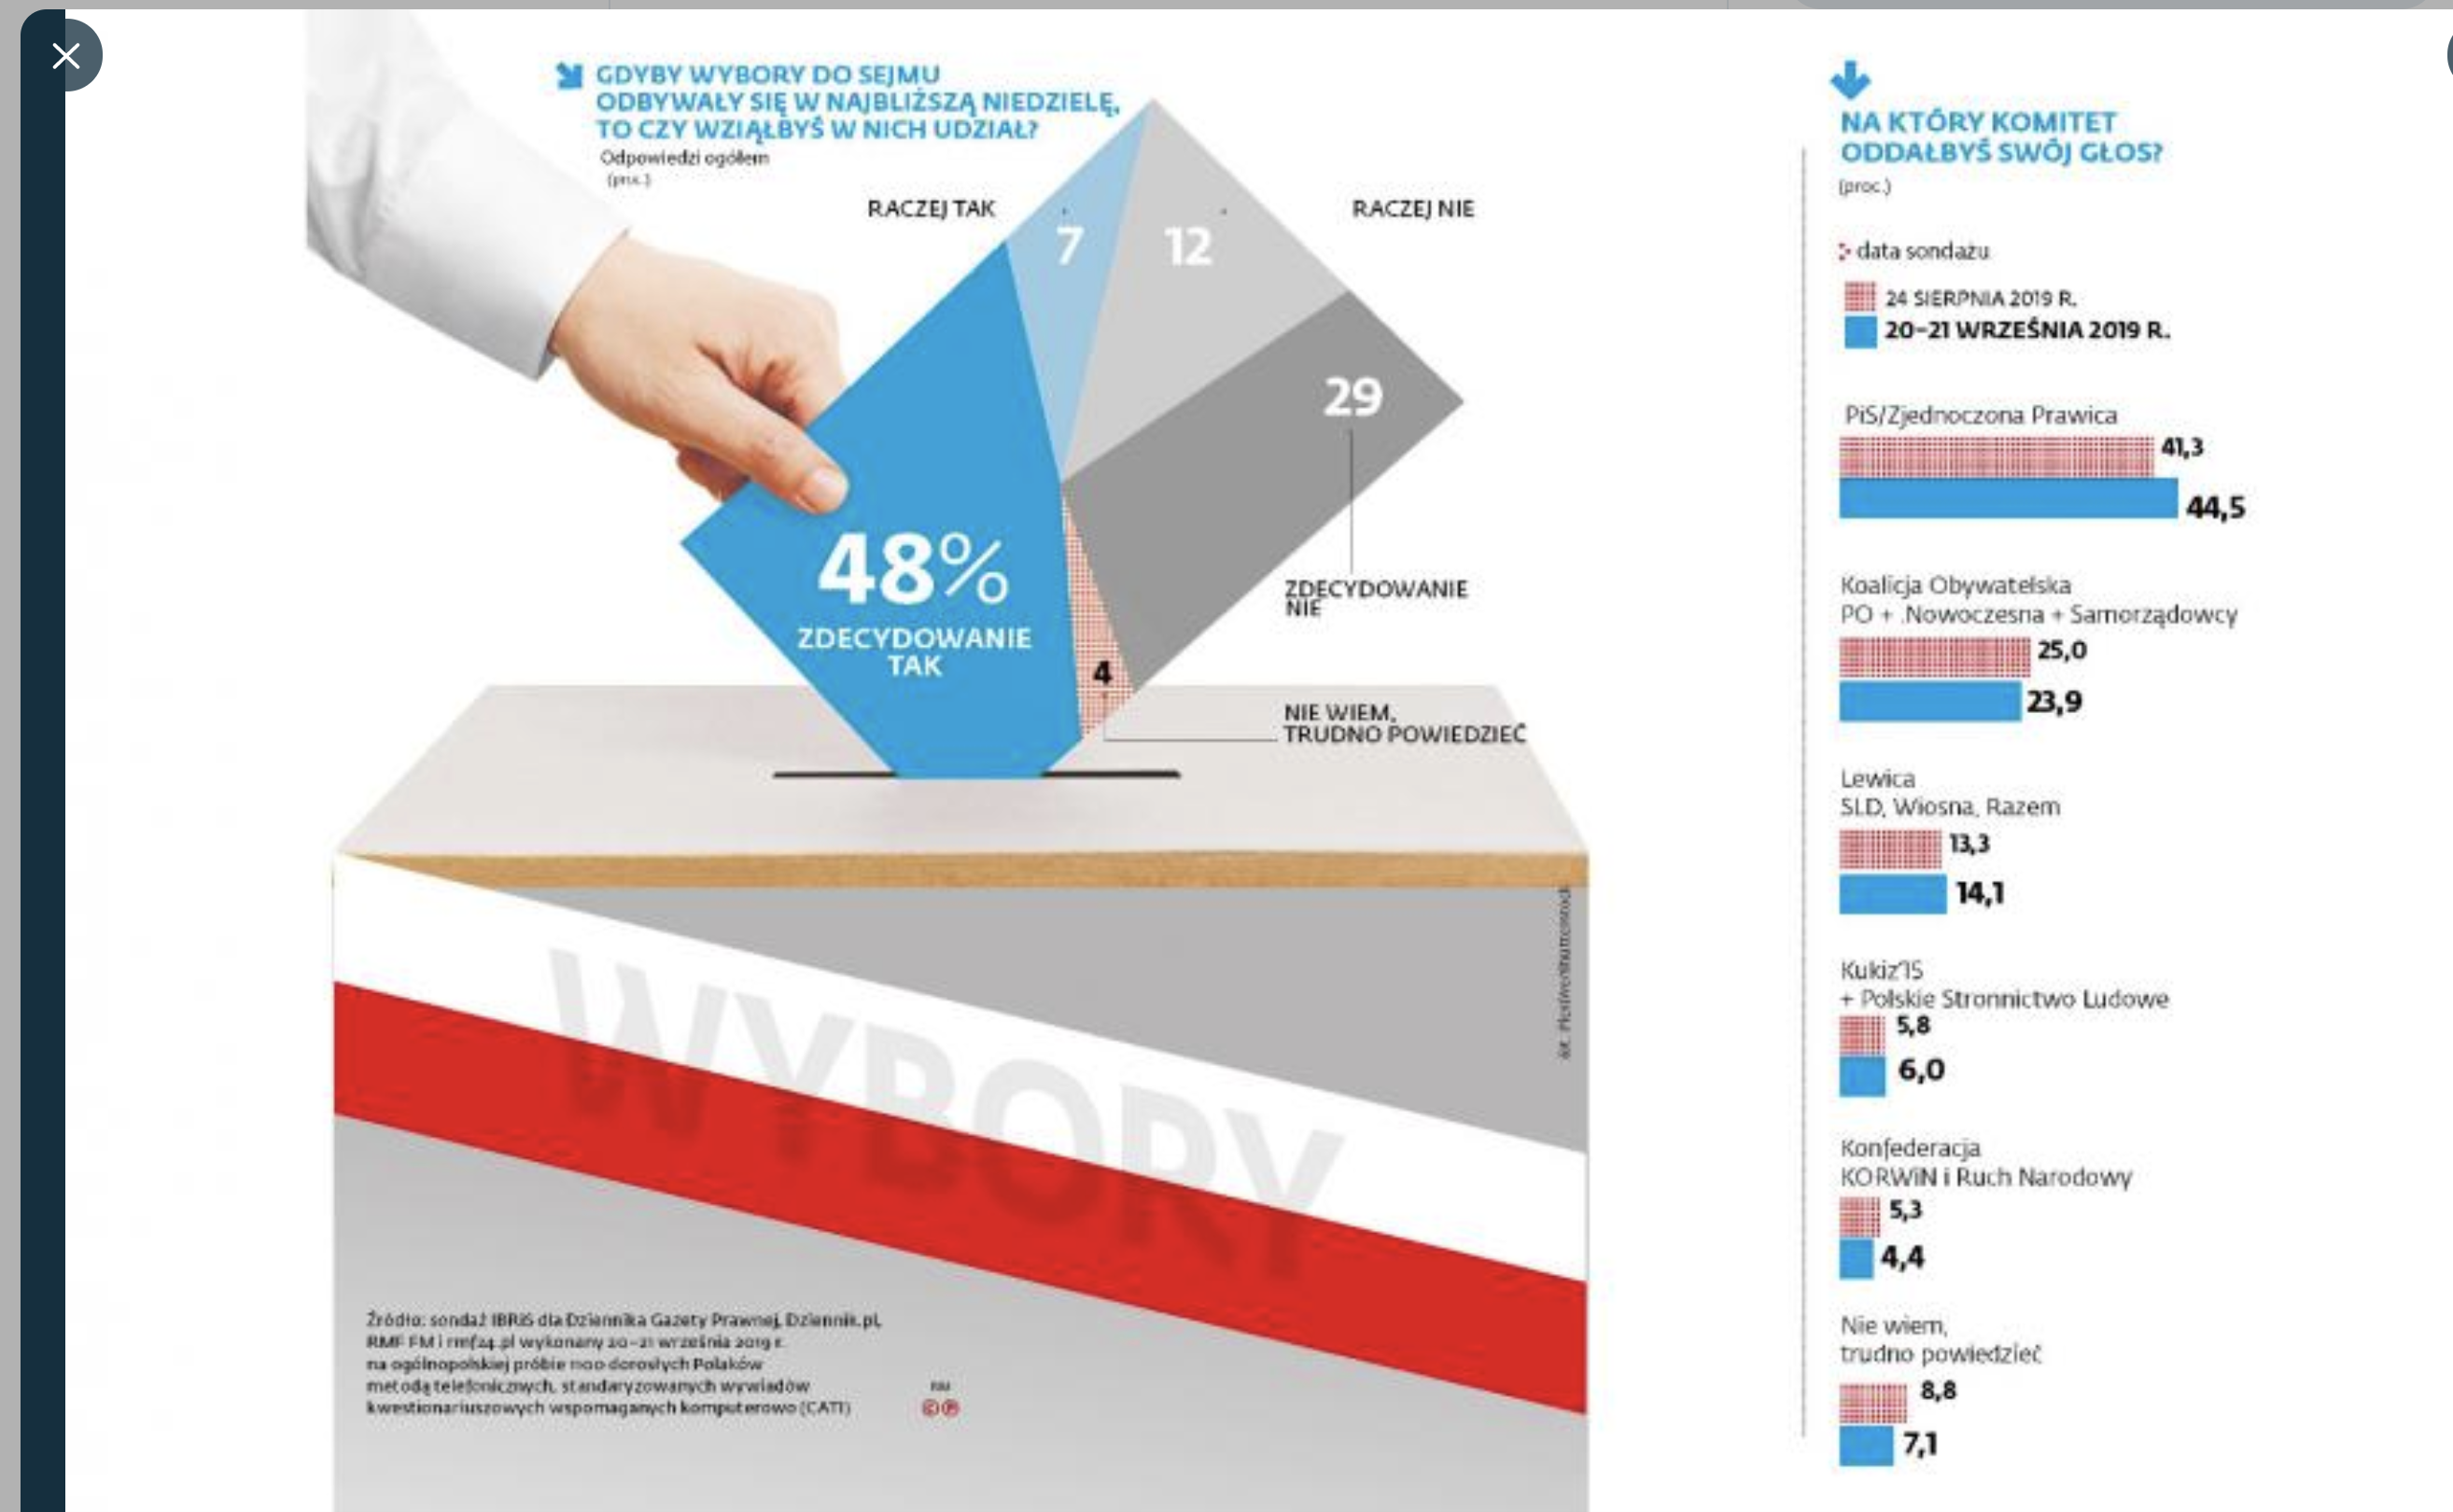 GDYBY WYBORY DO SEJMU
ODBYWAŁY SIĘ W NAJBLIŻSZĄ NIEDZIELĘ,
TO CZY WZIĄŁBYŚ W NICH UDZIAŁ?
Odpowiedzi ogółem
(proc.)
RACZEJ TAK
7
12
RACZEJ NIE
29
48%
ZDECYDOWANIE
TAK
ZDECYDOWANIE
NIE
4
NIE WIEM,
TRUDNO POWIEDZIEĆ
WYBORY
Źródło: sondaż IBRiS dla Dziennika Gazety Prawnej, Dziennik.pl,
RMF FM i rmf24.pl wykonany 20–21 września 2019 r.
na ogólnopolskiej próbie 1100 dorosłych Polaków
metodą telefonicznych, standaryzowanych wywiadów
kwestionariuszowych wspomaganych komputerowo (CATI)
©℗
NA KTÓRY KOMITET
ODDAŁBYŚ SWÓJ GŁOS?
(proc.)
data sondażu
24 SIERPNIA 2019 R.
20–21 WRZEŚNIA 2019 R.
PiS/Zjednoczona Prawica
41,3
44,5
Koalicja Obywatelska
PO + .Nowoczesna + Samorządowcy
25,0
23,9
Lewica
SLD, Wiosna, Razem
13,3
14,1
Kukiz'15
+ Polskie Stronnictwo Ludowe
5,8
6,0
Konfederacja
KORWiN i Ruch Narodowy
5,3
4,4
Nie wiem,
trudno powiedzieć
8,8
7,1